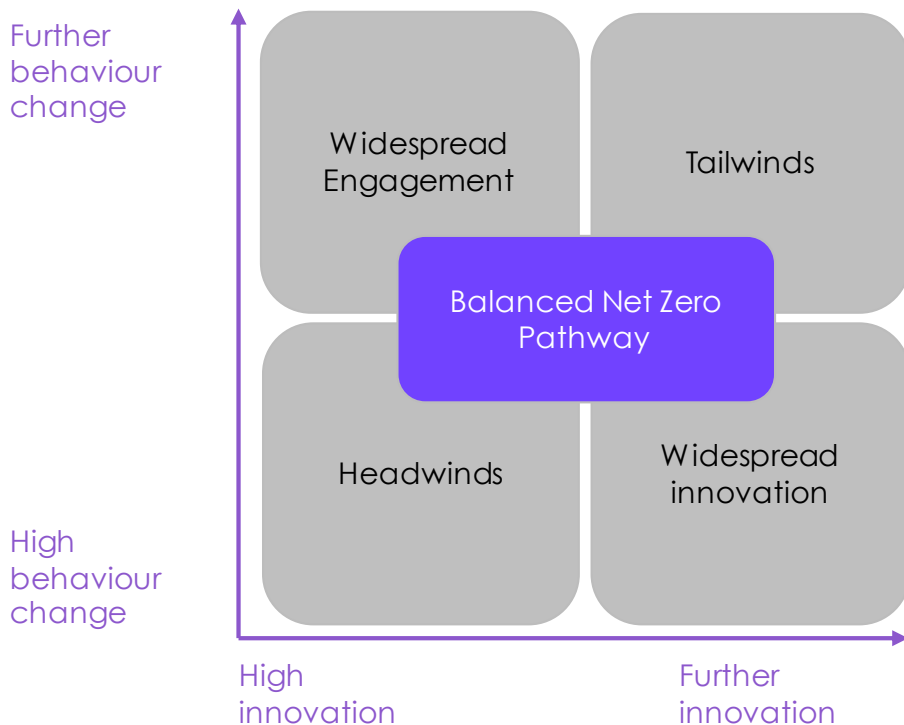 Further
behaviour
change
Widespread
Engagement
Tailwinds
Balanced Net Zero
Pathway
Headwinds
Widespread
innovation
High
behaviour
change
High
innovation
Further
innovation